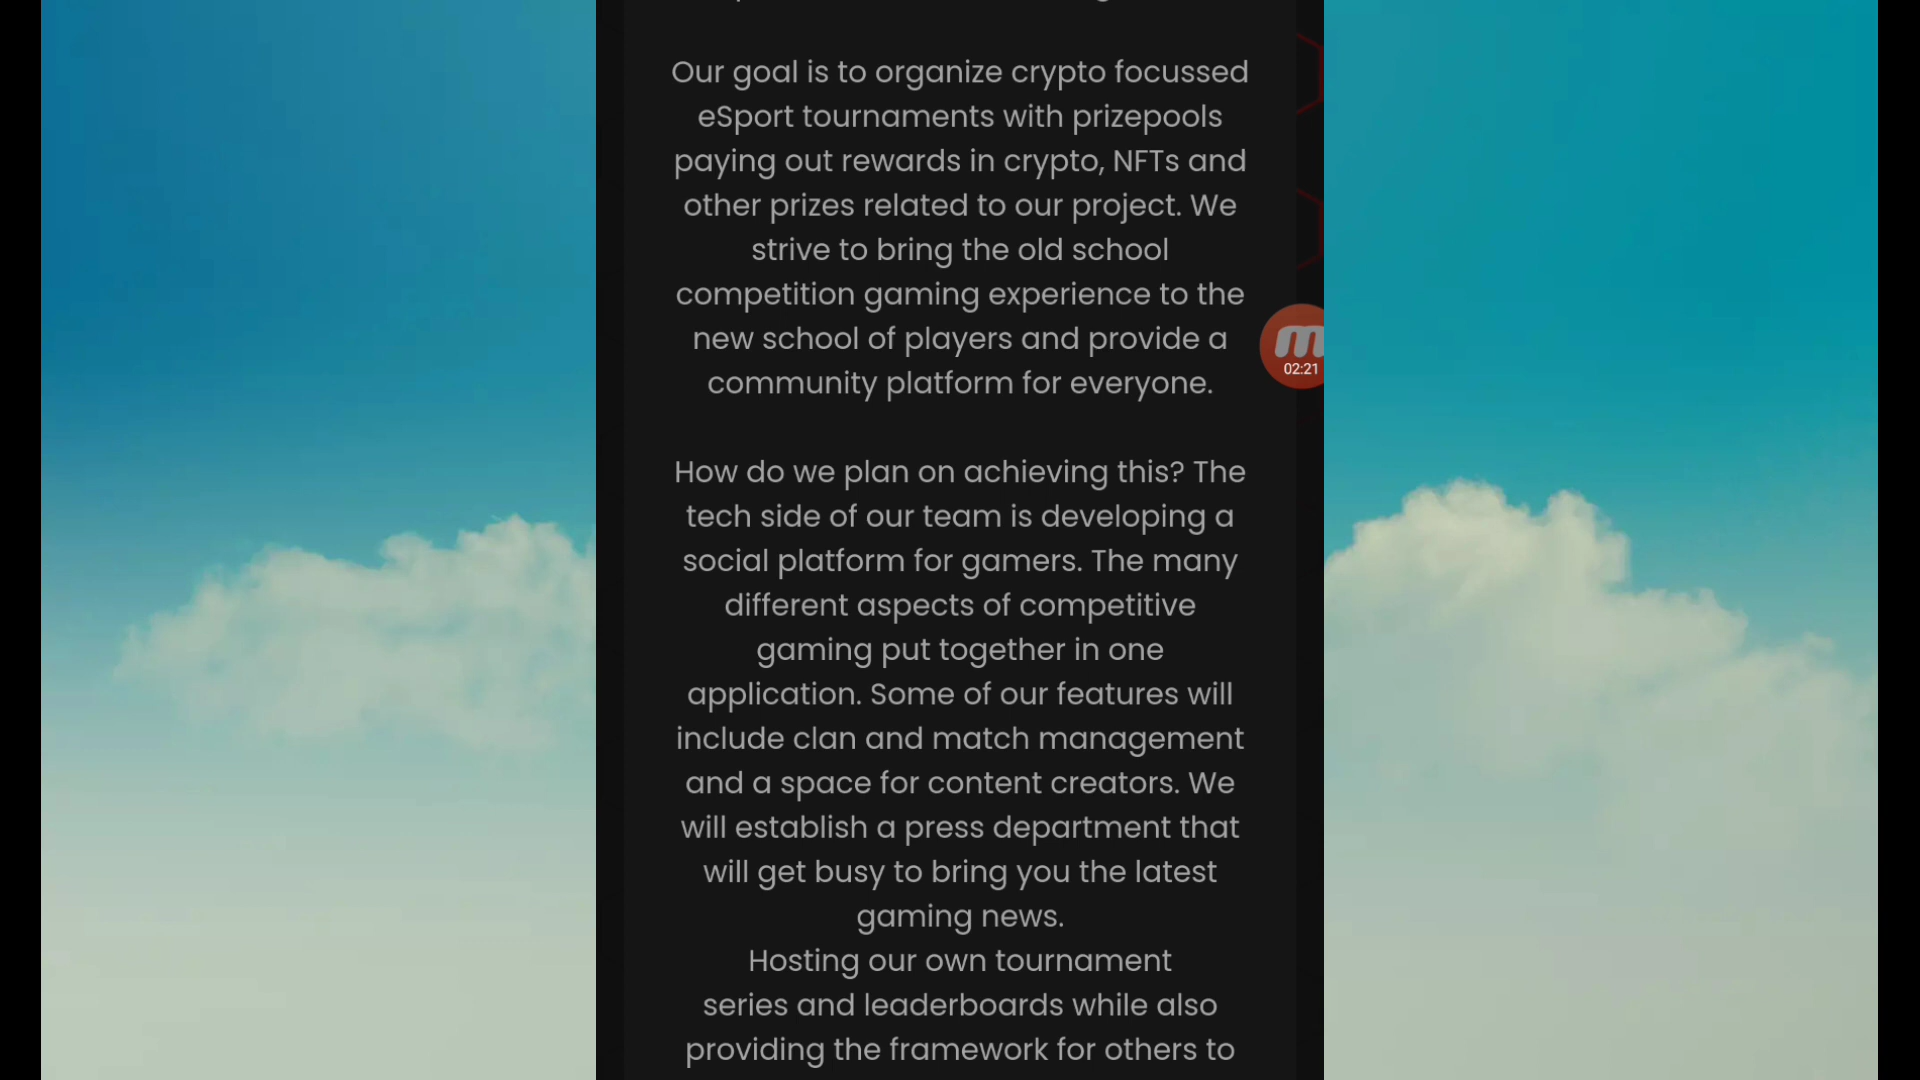 Our goal is to organize crypto focussed
eSport tournaments with prizepools
paying out rewards in crypto, NFTs and
other prizes related to our project. We
strive to bring the old school
competition gaming experience to the
new school of players and provide a
community platform for everyone.
m
02:21
How do we plan on achieving this? The
tech side of our team is developing a
social platform for gamers. The many
different aspects of competitive
gaming put together in one
application. Some of our features will
include clan and match management
and a space for content creators. We
will establish a press department that
will get busy to bring you the latest
gaming news.
Hosting our own tournament
series and leaderboards while also
providing the framework for others to